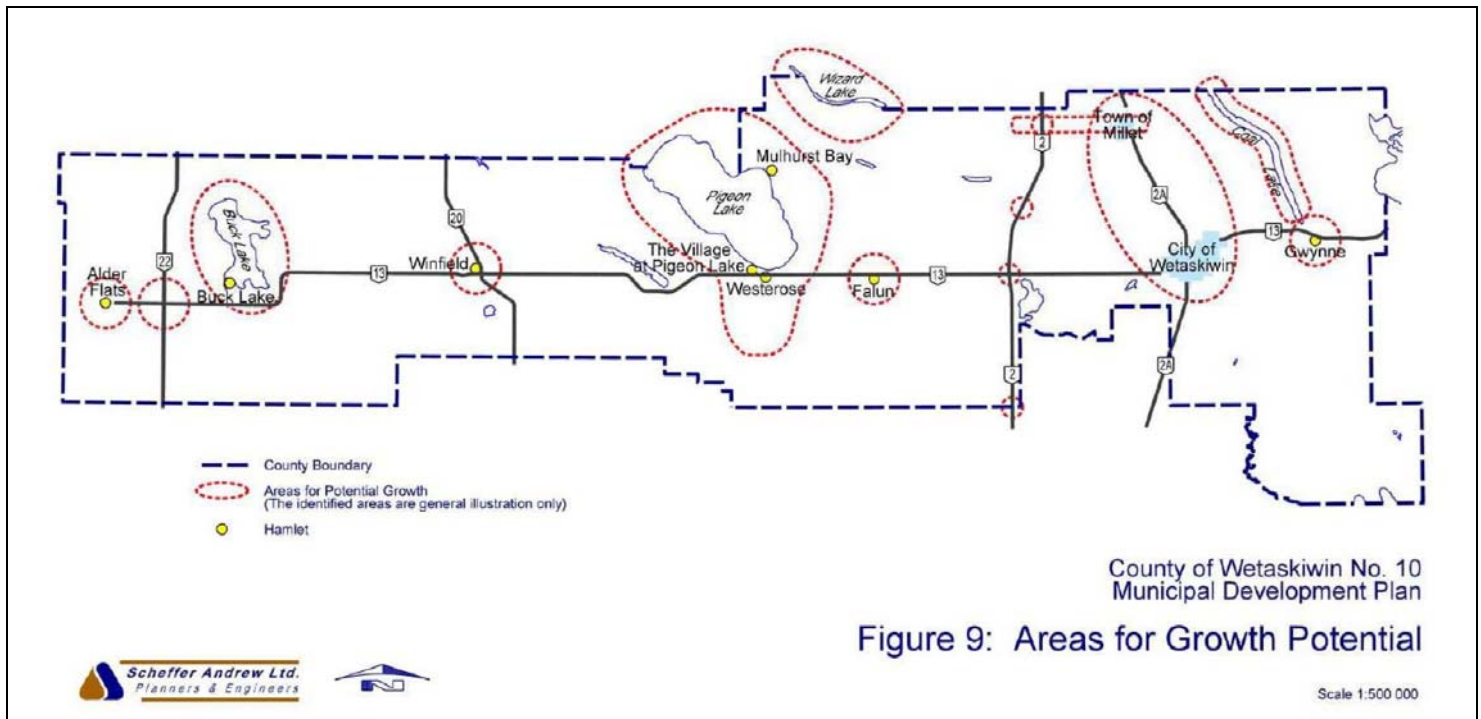 Wizard
Lake
Town of
Millet
Coal
Lake
2
Mulhurst Bay
Pigeon
Lake
2A
20
Buck Lake
22
Winfield
13
The Village
at Pigeon Lake
Westerose
Falun
13
City of
Wetaskiwin
13
Gwynne
Alder
Flats
Buck Lake
2
2A
County Boundary
Areas for Potential Growth
(The identified areas are general illustration only)
Hamlet
County of Wetaskiwin No. 10
Municipal Development Plan
Figure 9: Areas for Growth Potential
Scheffer Andrew Ltd.
Planners & Engineers
Scale 1:500 000